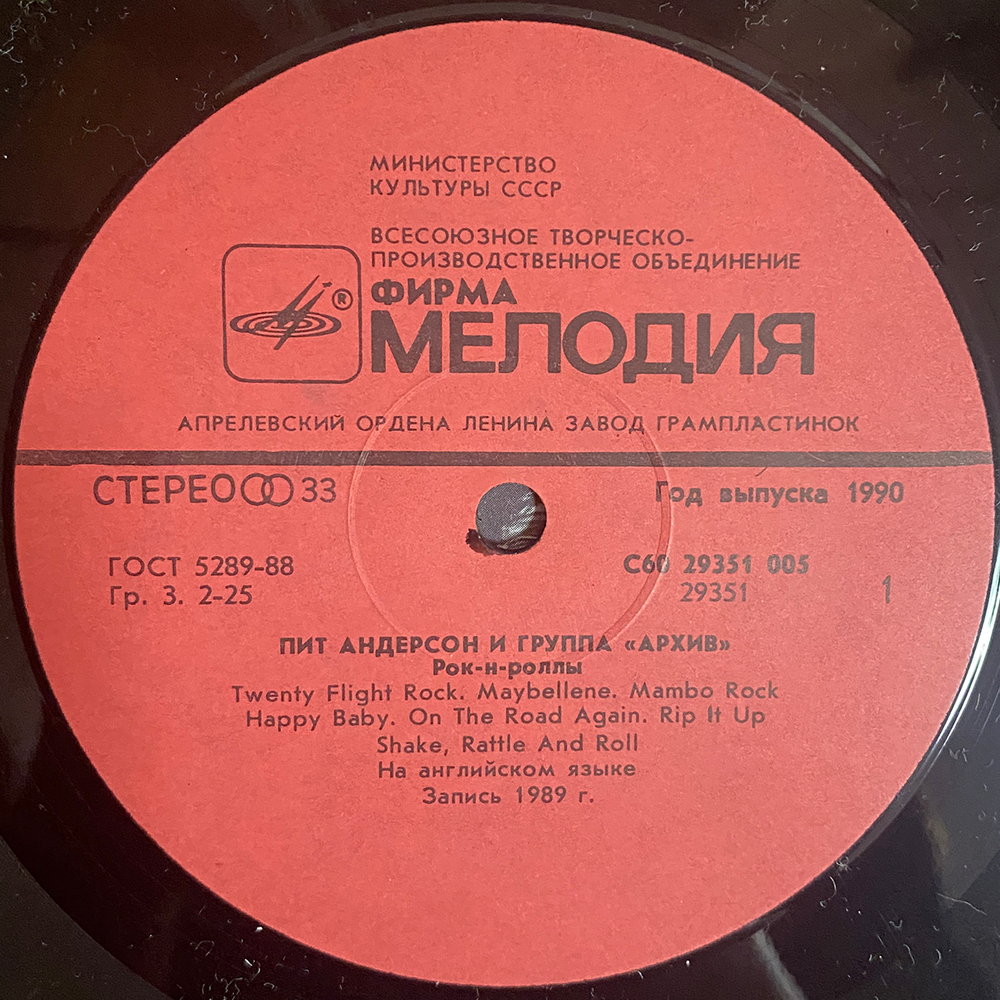 МИНИСТЕРСТВО
КУЛЬТУРЫ СССР
ВСЕСОЮЗНОЕ ТВОРЧЕСКО-
ПРОИЗВОДСТВЕННОЕ ОБЪЕДИНЕНИЕ
ФИРМА
®
МЕЛОДИЯ
АПРЕЛЕВСКИЙ ОРДЕНА ЛЕНИНА ЗАВОД ГРАМПЛАСТИНОК
СТЕРЕО 33
Год выпуска 1990
ГОСТ 5289-88
С60 29351 005
Гр. 3. 2-25
29351
1
ПИТ АНДЕРСОН И ГРУППА «АРХИВ»
Рок-н-роллы
Twenty Flight Rock. Maybellene. Mambo Rock
Happy Baby. On The Road Again. Rip It Up
Shake, Rattle And Roll
На английском языке
Запись 1989 г.